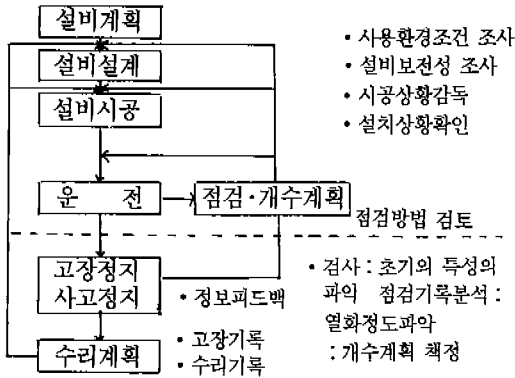 설비계획
설비설계
설비시공
운 전
점검·개수계획
고장정지
사고정지
수리계획
• 사용환경조건 조사
• 설비보전성 조사
• 시공상황감독
• 설치상황확인
점검방법 검토
• 정보피드백
• 고장기록
• 수리기록
• 검사 : 초기의 특성의
파악 점검기록분석 :
열화정도파악
: 개수계획 책정